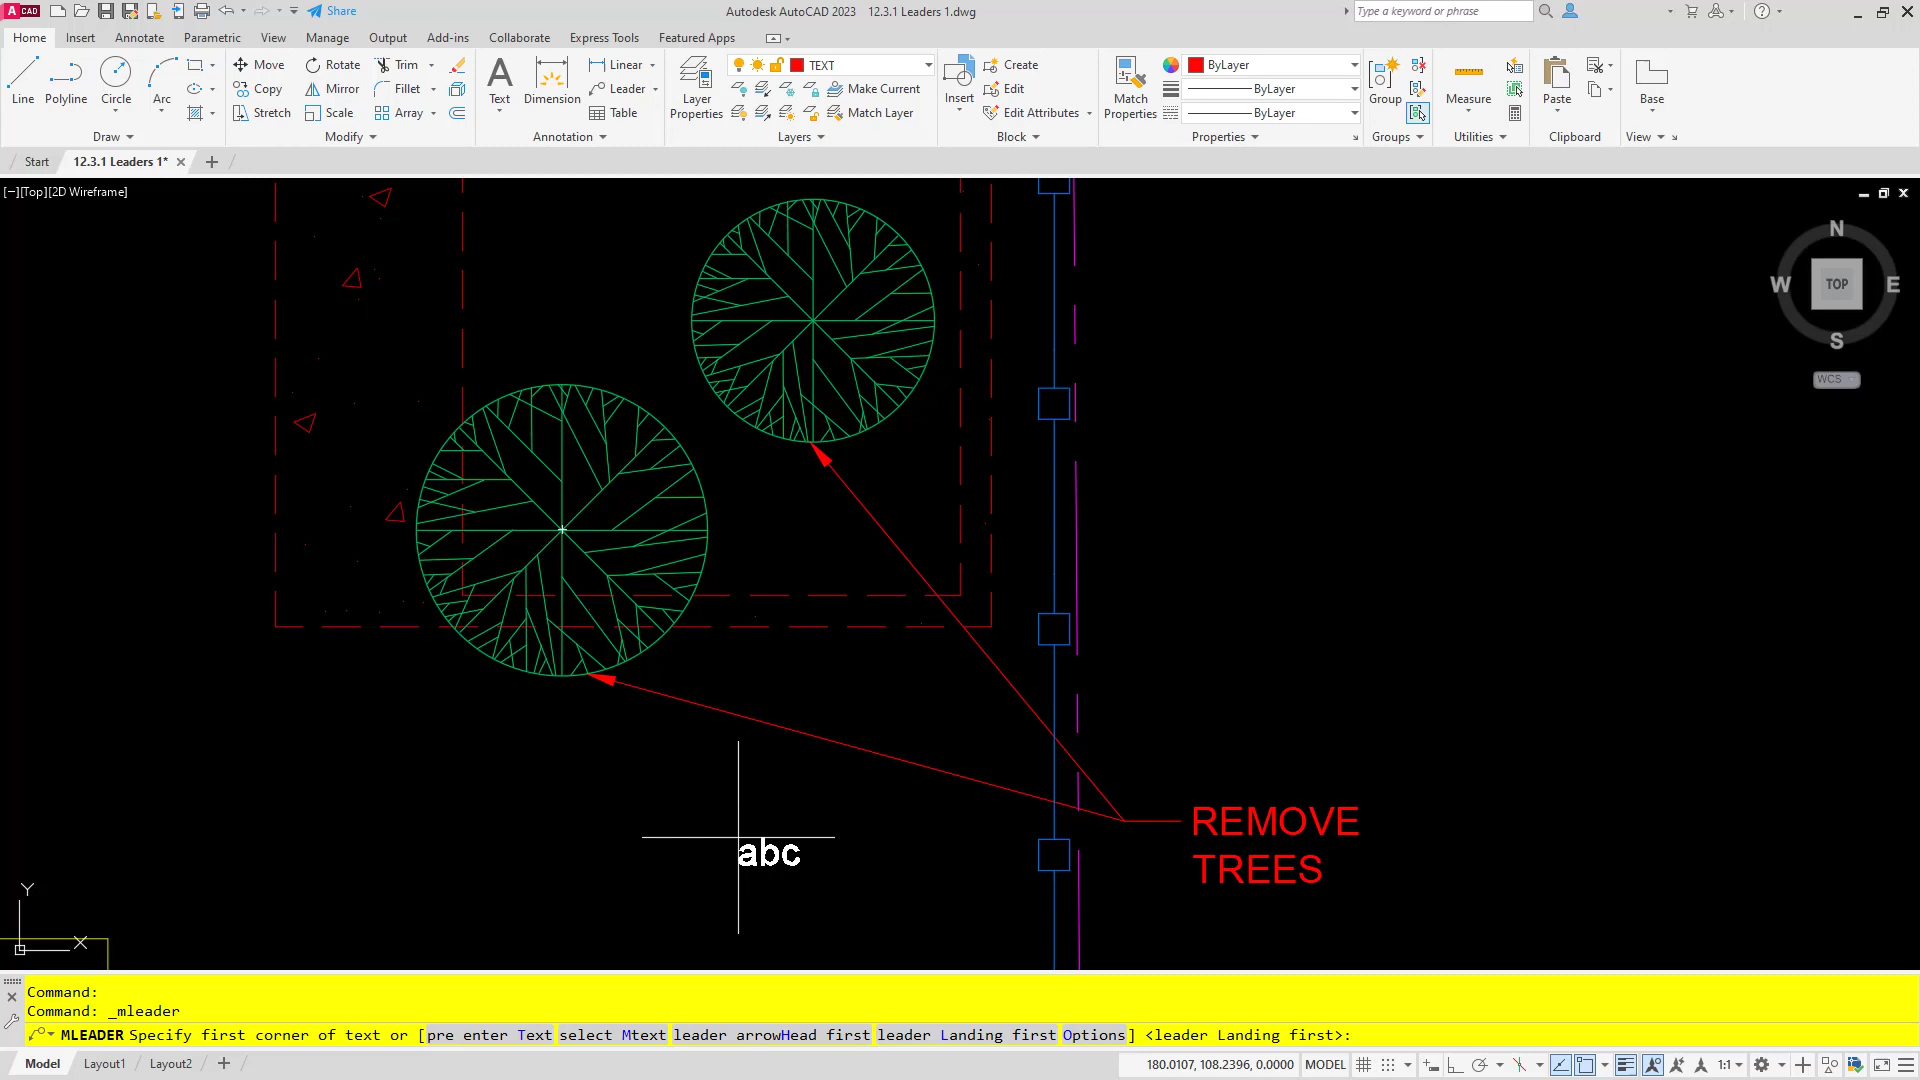 A CAD
Share
Autodesk AutoCAD 2023 12.3.1 Leaders 1.dwg
Type a keyword or phrase
Home Insert Annotate Parametric View Manage Output Add-ins Collaborate Express Tools Featured Apps
Line Polyline Circle Arc
Move Rotate Trim
Copy Mirror Fillet
Stretch Scale Array
Text Dimension
Linear
Leader
Table
Layer Properties
TEXT
Make Current
Match Layer
Insert
Create
Edit
Edit Attributes
Match Properties
ByLayer
ByLayer
ByLayer
Group
Measure
Paste
Base
Draw Modify Annotation Layers Block Properties Groups Utilities Clipboard View
Start 12.3.1 Leaders 1*
[−][Top][2D Wireframe]
N
W TOP E
S
WCS
REMOVE
TREES
abc
Y
X
Command:
Command: _mleader
MLEADER Specify first corner of text or [pre enter Text select Mtext leader arrowHead first leader Landing first Options] <leader Landing first>:
Model Layout1 Layout2
180.0107, 108.2396, 0.0000 MODEL 1:1